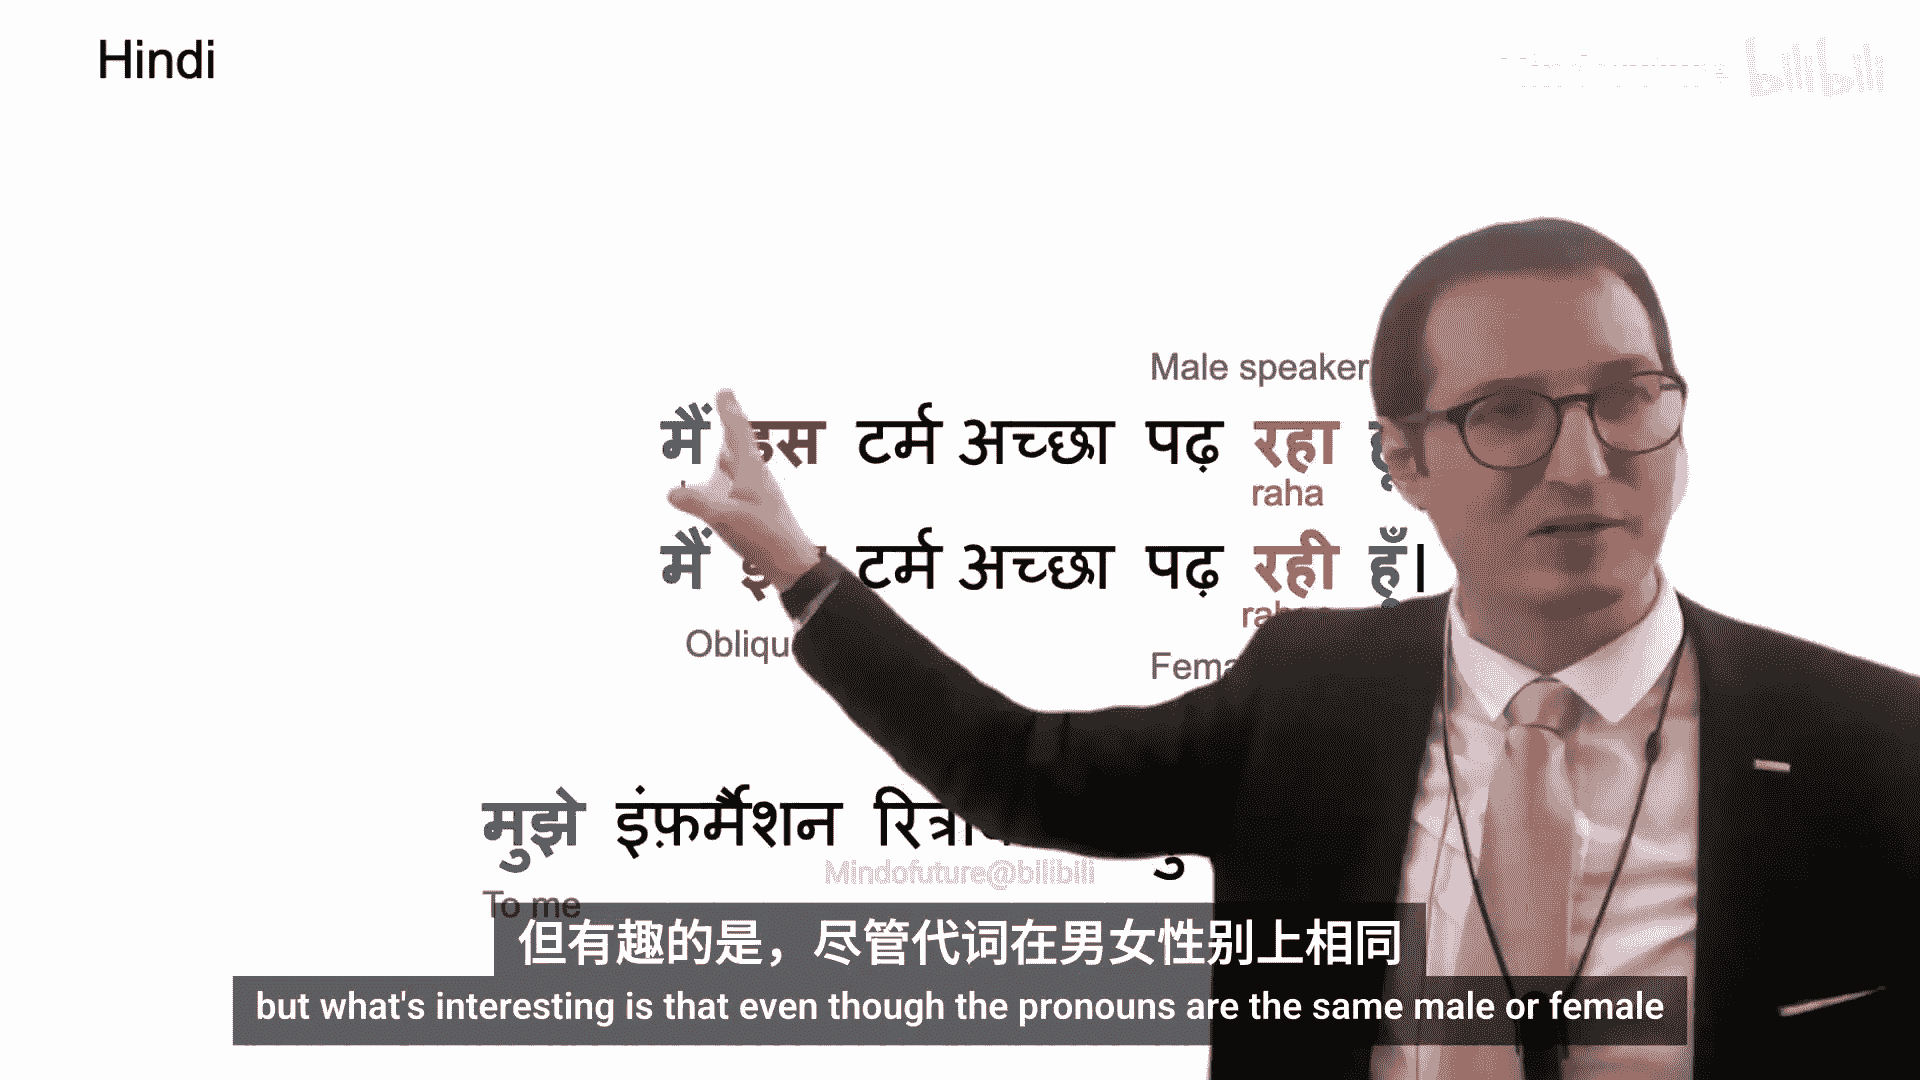 Hindi
bilibili
Male speaker
मैं इस टर्म अच्छा पढ़ रहा
raha
मैं टर्म अच्छा पढ़ रही हूँ।
मुझे इंफ़र्मैशन
Mindofuture@bilibili
To me
但有趣的是，尽管代词在男女性别上相同
but what's interesting is that even though the pronouns are the same male or female